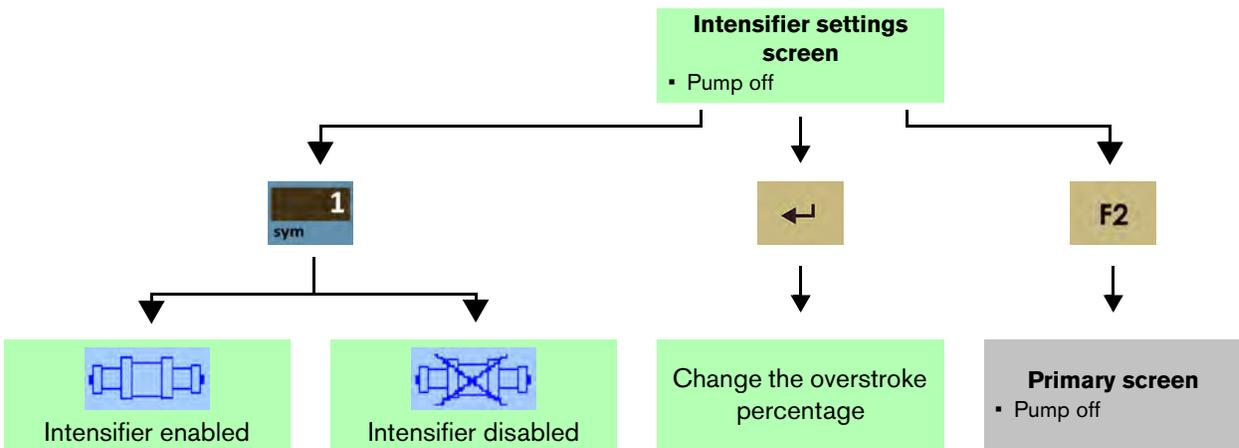 Intensifier settings
screen
▪ Pump off
1
sym
F2
Intensifier enabled
Intensifier disabled
Change the overstroke
percentage
Primary screen
▪ Pump off